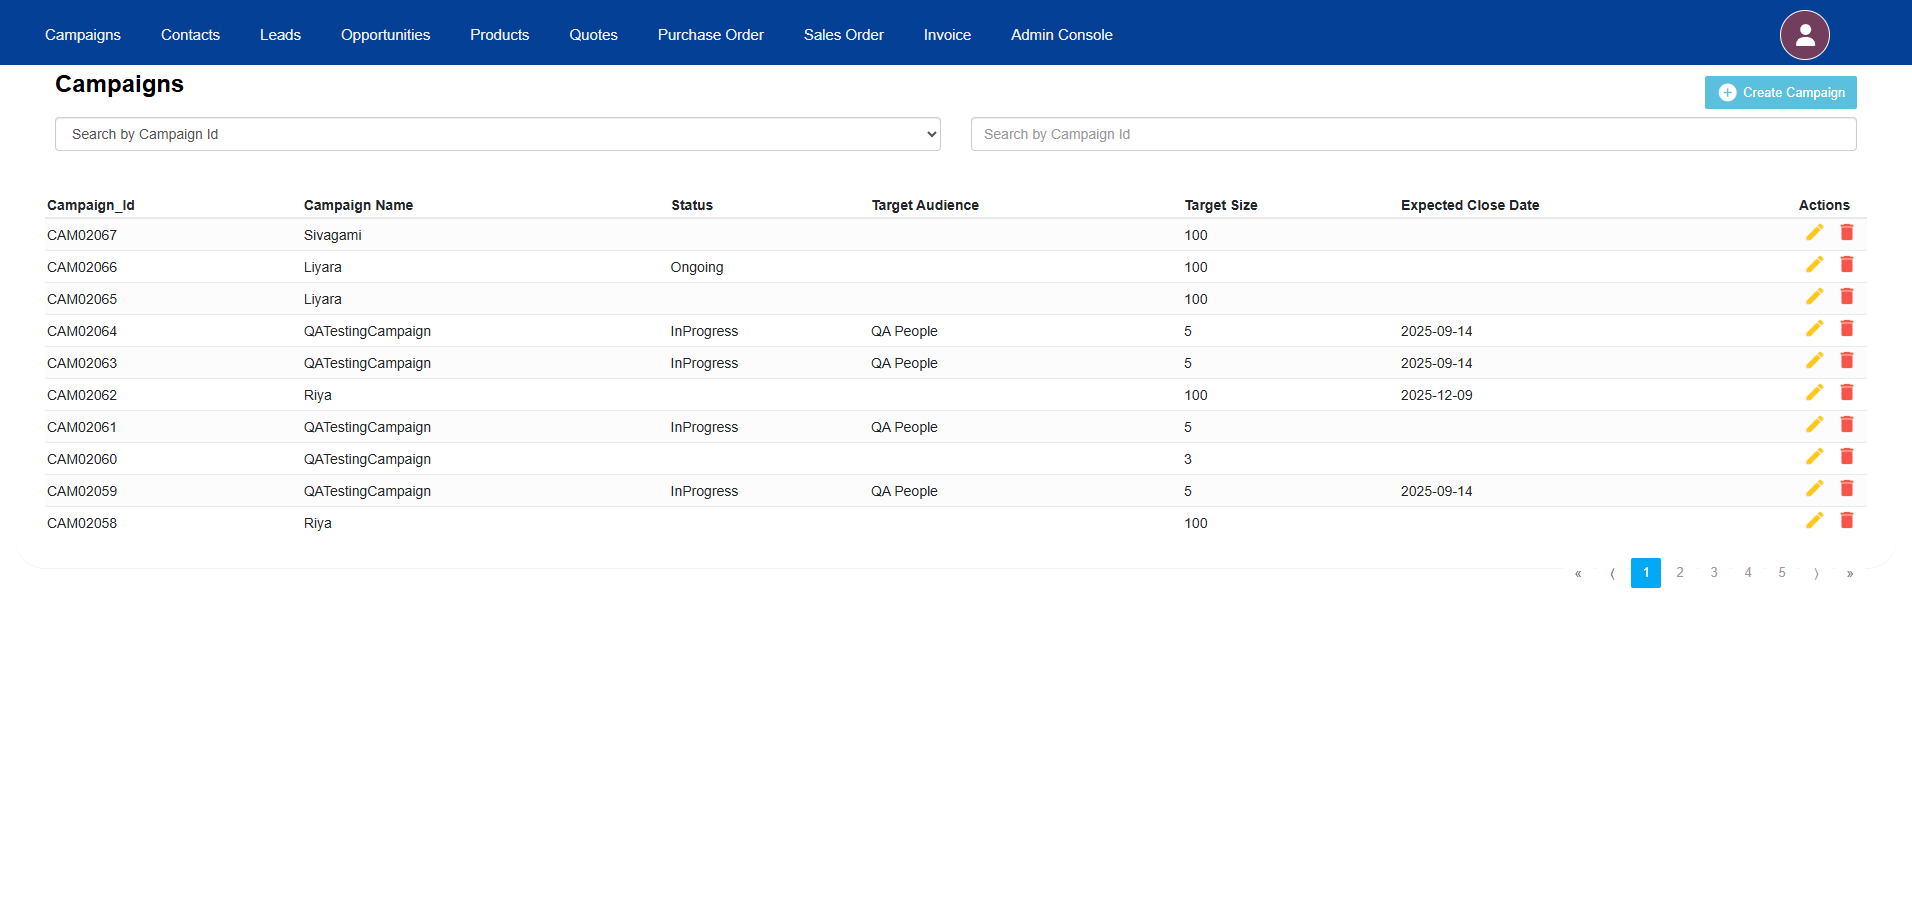 Campaigns Contacts Leads Opportunities Products Quotes Purchase Order Sales Order Invoice Admin Console
Campaigns
Create Campaign
Search by Campaign Id Search by Campaign Id
Campaign_Id Campaign Name Status Target Audience Target Size Expected Close Date Actions
CAM02067 Sivagami 100
CAM02066 Liyara Ongoing 100
CAM02065 Liyara 100
CAM02064 QATestingCampaign InProgress QA People 5 2025-09-14
CAM02063 QATestingCampaign InProgress QA People 5 2025-09-14
CAM02062 Riya 100 2025-12-09
CAM02061 QATestingCampaign InProgress QA People 5
CAM02060 QATestingCampaign 3
CAM02059 QATestingCampaign InProgress QA People 5 2025-09-14
CAM02058 Riya 100
« ⟨ 1 2 3 4 5 ⟩ »